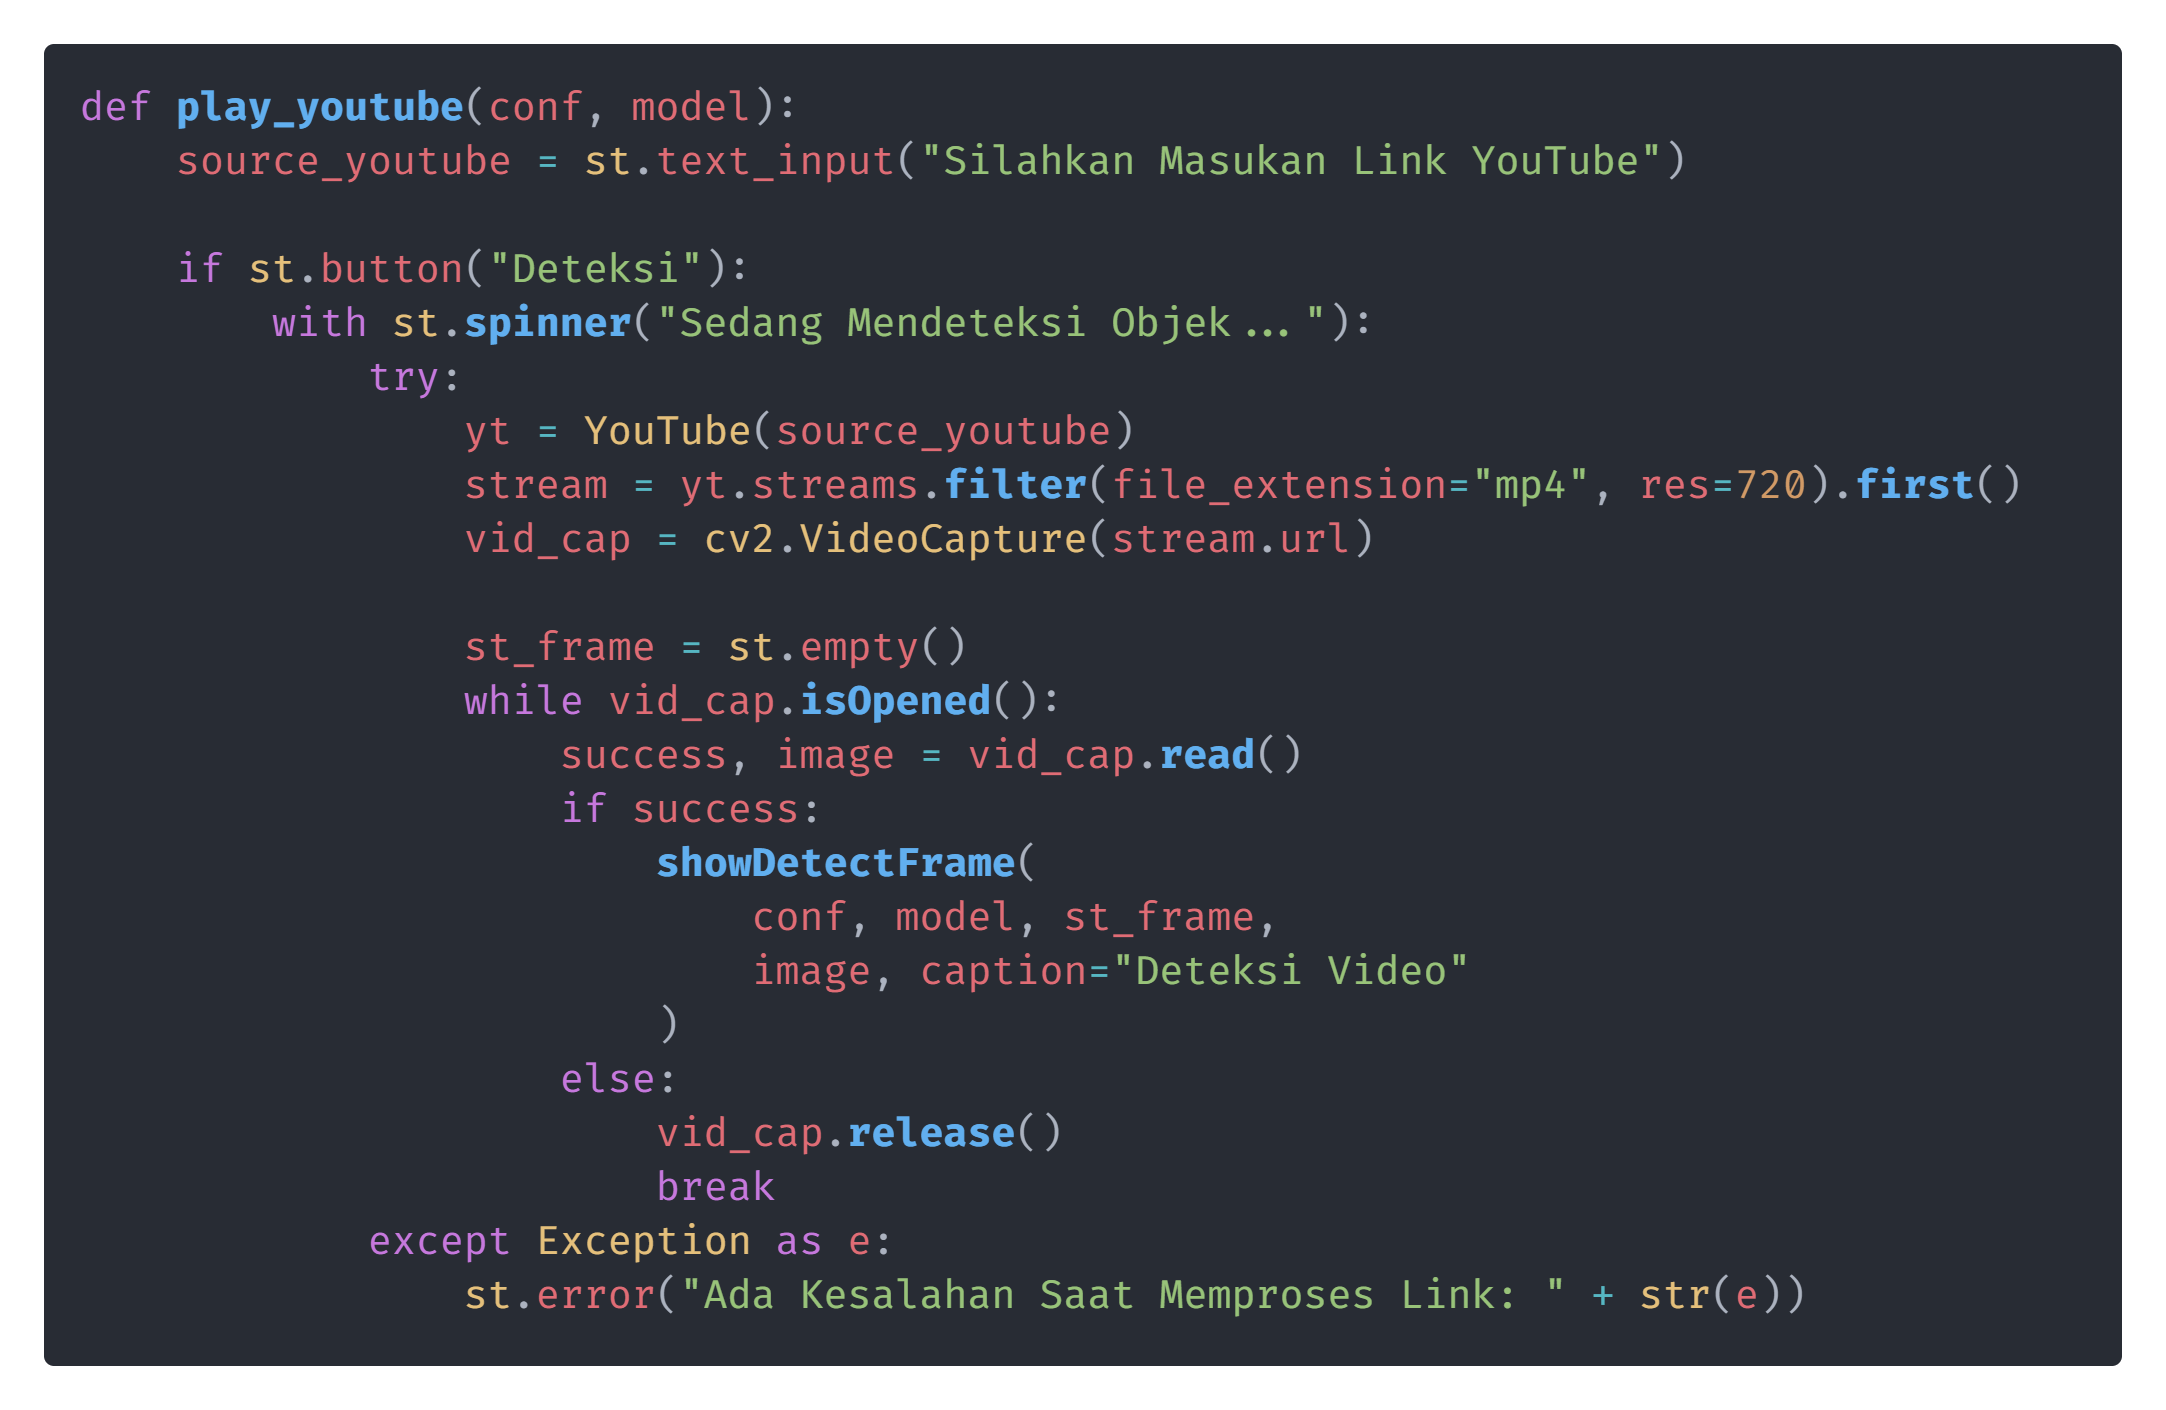 def play_youtube(conf, model):
    source_youtube = st.text_input("Silahkan Masukan Link YouTube")

    if st.button("Deteksi"):
        with st.spinner("Sedang Mendeteksi Objek..."):
            try:
                yt = YouTube(source_youtube)
                stream = yt.streams.filter(file_extension="mp4", res=720).first()
                vid_cap = cv2.VideoCapture(stream.url)

                st_frame = st.empty()
                while vid_cap.isOpened():
                    success, image = vid_cap.read()
                    if success:
                        showDetectFrame(
                            conf, model, st_frame,
                            image, caption="Deteksi Video"
                        )
                    else:
                        vid_cap.release()
                        break
            except Exception as e:
                st.error("Ada Kesalahan Saat Memproses Link: " + str(e))